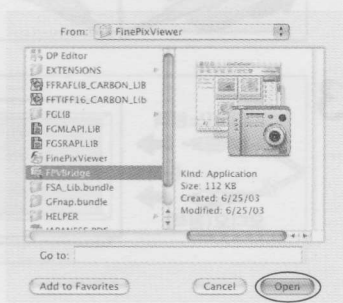 From: FinePixViewer
DP Editor
EXTENSIONS
FFRAFLIB_CARBON_LIB
FFTIFF16_CARBON_Lib
FGLIB
FGMLAPI.LIB
FGSRAPI.LIB
FinePixViewer
FPVBridge
FSA_Lib.bundle
GFnap.bundle
HELPER
Kind: Application
Size: 112 KB
Created: 6/25/03
Modified: 6/25/03
Go to:
Add to Favorites
Cancel
Open